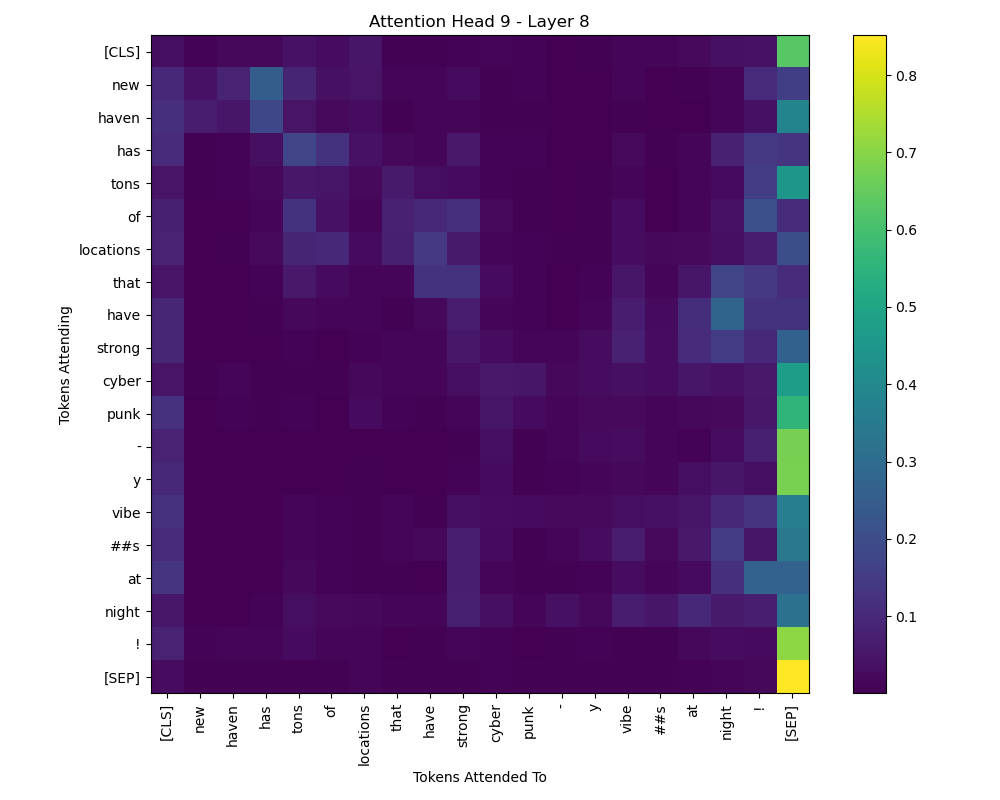 Attention Head 9 - Layer 8
Tokens Attending
[CLS]
new
haven
has
tons
of
locations
that
have
strong
cyber
punk
-
y
vibe
##s
at
night
!
[SEP]
[CLS]
new
haven
has
tons
of
locations
that
have
strong
cyber
punk
-
y
vibe
##s
at
night
!
[SEP]
Tokens Attended To
0.8
0.7
0.6
0.5
0.4
0.3
0.2
0.1